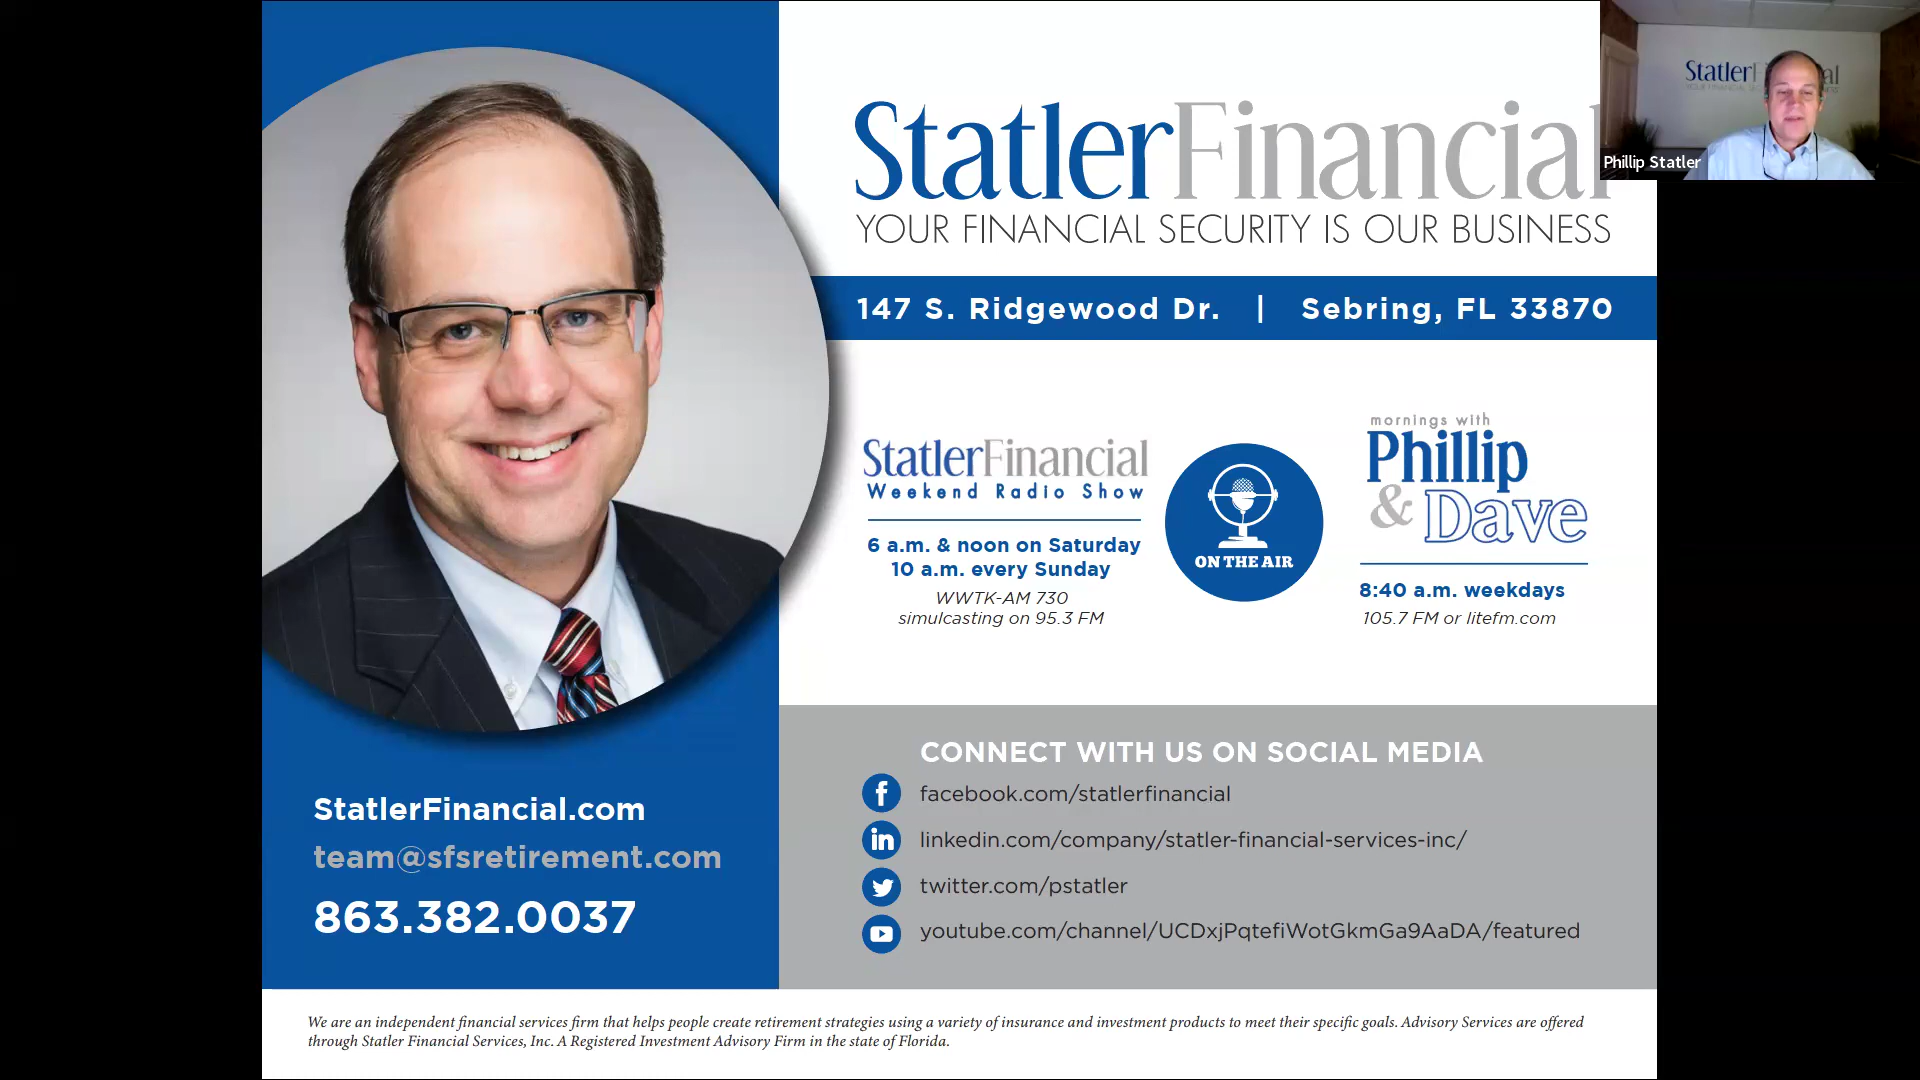 StatlerFinancial
YOUR FINANCIAL SECURITY IS OUR BUSINESS
Phillip Statler
147 S. Ridgewood Dr. | Sebring, FL 33870
StatlerFinancial
Weekend Radio Show
6 a.m. & noon on Saturday
10 a.m. every Sunday
WWTK-AM 730
simulcasting on 95.3 FM
ON THE AIR
mornings with
Phillip
& Dave
8:40 a.m. weekdays
105.7 FM or litefm.com
StatlerFinancial.com
team@sfsretirement.com
863.382.0037
CONNECT WITH US ON SOCIAL MEDIA
facebook.com/statlerfinancial
linkedin.com/company/statler-financial-services-inc/
twitter.com/pstatler
youtube.com/channel/UCDxjPqtefiWotGkmGa9AaDA/featured
We are an independent financial services firm that helps people create retirement strategies using a variety of insurance and investment products to meet their specific goals. Advisory Services are offered
through Statler Financial Services, Inc. A Registered Investment Advisory Firm in the state of Florida.